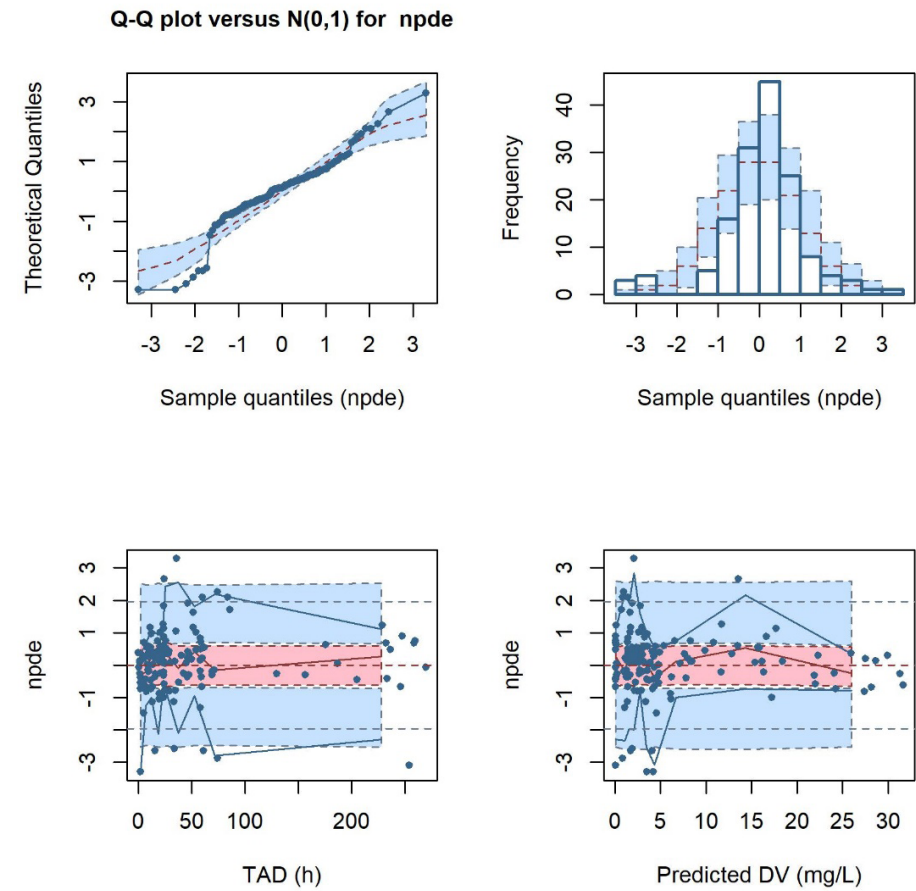 Q-Q plot versus N(0,1) for npde
Theoretical Quantiles
3
1
-1
-3
-3 -2 -1 0 1 2 3
Sample quantiles (npde)
Frequency
40
30
20
10
0
-3 -2 -1 0 1 2 3
Sample quantiles (npde)
npde
3
2
1
-1
-3
0 50 100 200
TAD (h)
npde
3
2
1
-1
-3
0 5 10 15 20 25 30
Predicted DV (mg/L)